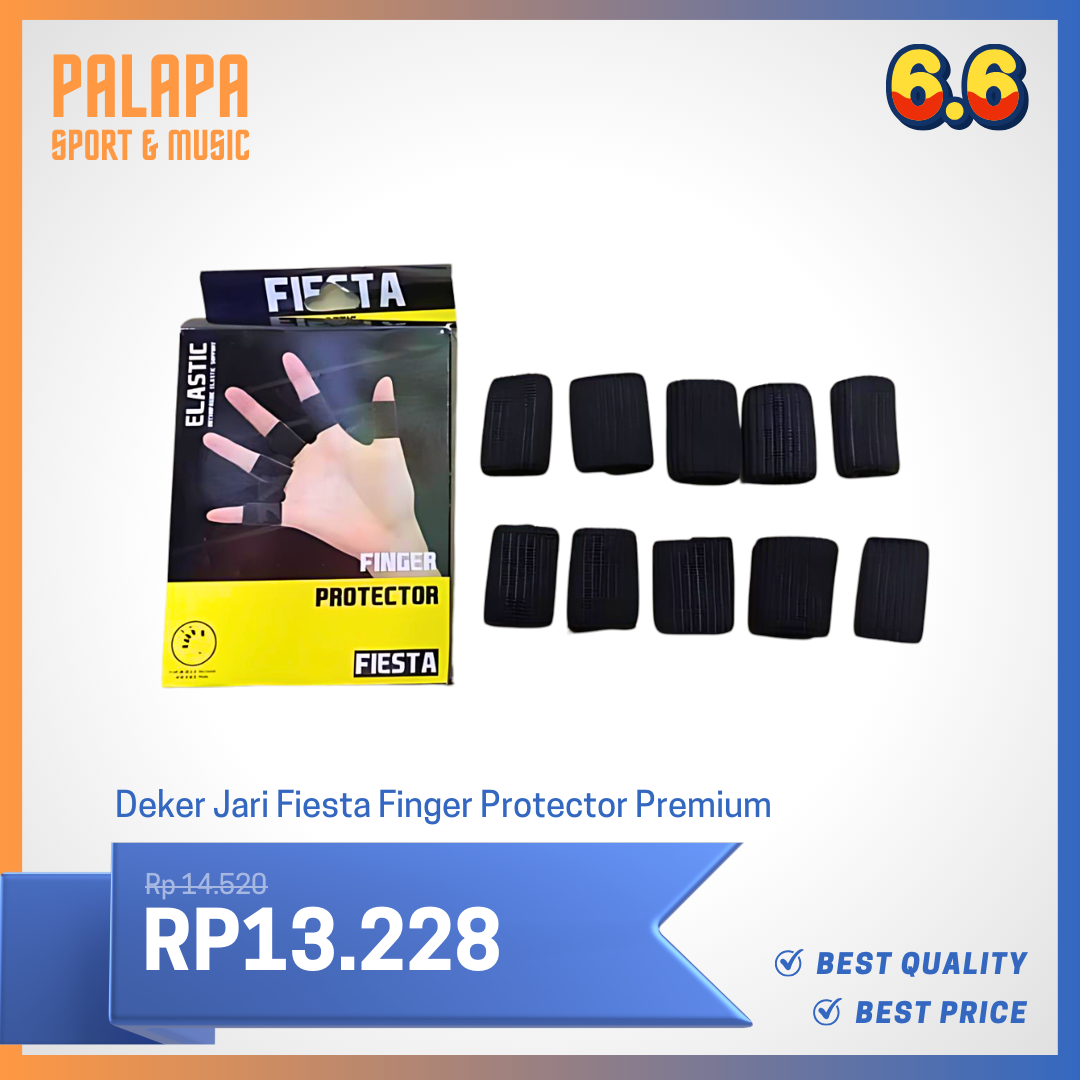 PALAPA
SPORT & MUSIC
6.6
FIESTA
ELASTIC
FINGER
PROTECTOR
FIESTA
Deker Jari Fiesta Finger Protector Premium
Rp 14.520
RP13.228
BEST QUALITY
BEST PRICE